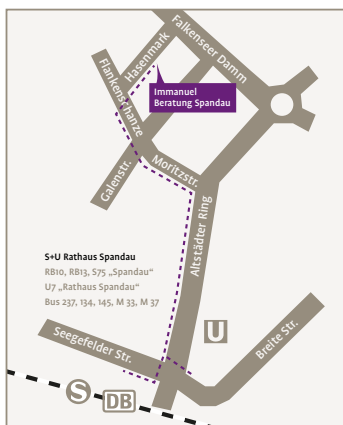 Falkenseer Damm
Hasenmark
Flankenschanze
Immanuel
Beratung Spandau
Galenstr.
Moritzstr.
Altstädter Ring
S+U Rathaus Spandau
RB10, RB13, S75 „Spandau“
U7 „Rathaus Spandau“
Bus 237, 134, 145, M 33, M 37
U
Seegefelder Str.
Breite Str.
S
DB